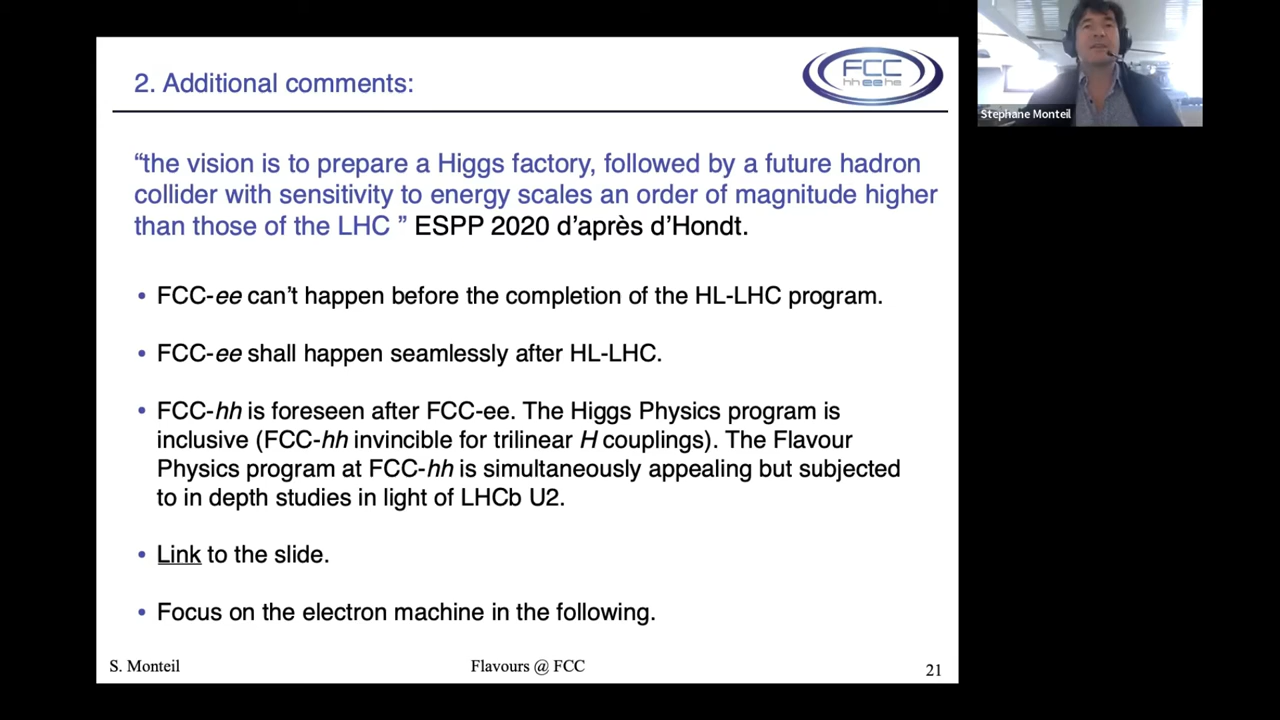 2. Additional comments:
FCC
hh ee he
Stephane Monteil
“the vision is to prepare a Higgs factory, followed by a future hadron
collider with sensitivity to energy scales an order of magnitude higher
than those of the LHC ” ESPP 2020 d’après d’Hondt.
• FCC-ee can’t happen before the completion of the HL-LHC program.
• FCC-ee shall happen seamlessly after HL-LHC.
• FCC-hh is foreseen after FCC-ee. The Higgs Physics program is
inclusive (FCC-hh invincible for trilinear H couplings). The Flavour
Physics program at FCC-hh is simultaneously appealing but subjected
to in depth studies in light of LHCb U2.
• Link to the slide.
• Focus on the electron machine in the following.
S. Monteil
Flavours @ FCC
21